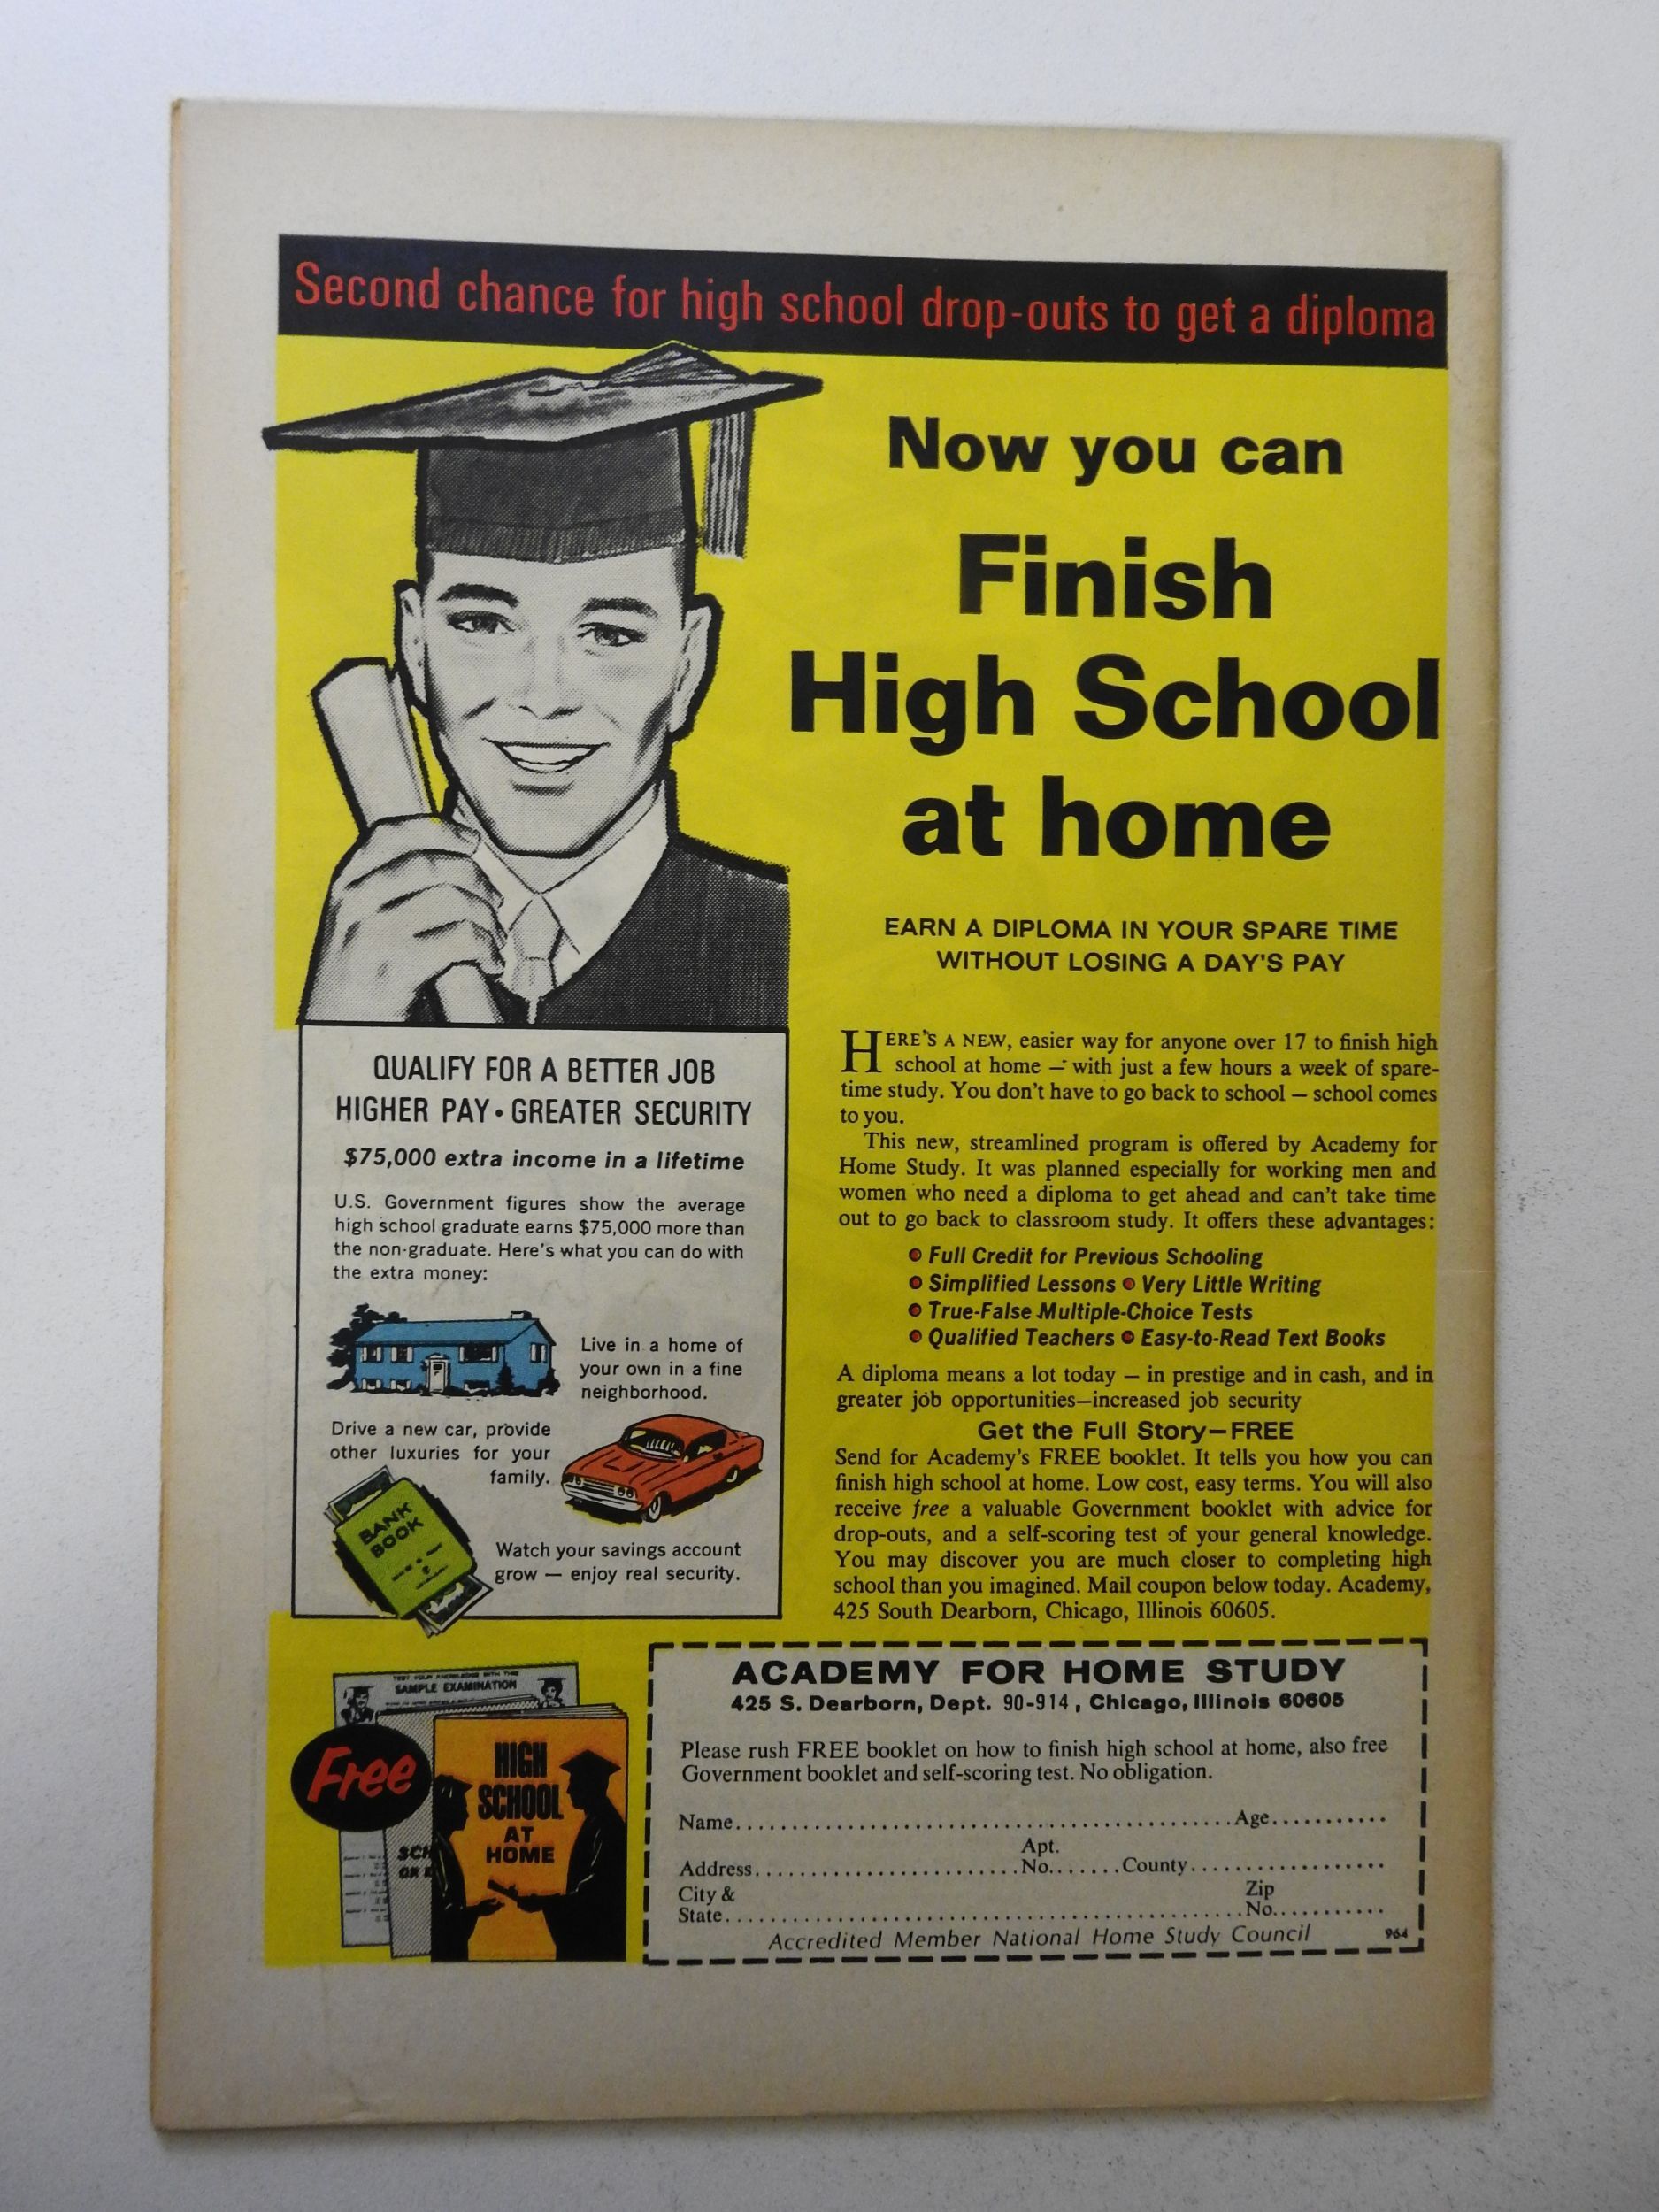 Second chance for high school drop-outs to get a diploma
Now you can
Finish
High School
at home
EARN A DIPLOMA IN YOUR SPARE TIME
WITHOUT LOSING A DAY'S PAY
QUALIFY FOR A BETTER JOB
HIGHER PAY • GREATER SECURITY
$75,000 extra income in a lifetime
U.S. Government figures show the average
high school graduate earns $75,000 more than
the non-graduate. Here's what you can do with
the extra money:
Live in a home of
your own in a fine
neighborhood.
Drive a new car, provide
other luxuries for your
family.
BANK
BOOK
Watch your savings account
grow — enjoy real security.
HERE'S A NEW, easier way for anyone over 17 to finish high
school at home — with just a few hours a week of spare-
time study. You don't have to go back to school — school comes
to you.
This new, streamlined program is offered by Academy for
Home Study. It was planned especially for working men and
women who need a diploma to get ahead and can't take time
out to go back to classroom study. It offers these advantages:
• Full Credit for Previous Schooling
• Simplified Lessons • Very Little Writing
• True-False Multiple-Choice Tests
• Qualified Teachers • Easy-to-Read Text Books
A diploma means a lot today — in prestige and in cash, and in
greater job opportunities—increased job security
Get the Full Story—FREE
Send for Academy's FREE booklet. It tells you how you can
finish high school at home. Low cost, easy terms. You will also
receive free a valuable Government booklet with advice for
drop-outs, and a self-scoring test of your general knowledge.
You may discover you are much closer to completing high
school than you imagined. Mail coupon below today. Academy,
425 South Dearborn, Chicago, Illinois 60605.
TEST YOUR KNOWLEDGE WITH THIS
SAMPLE EXAMINATION
Free
SCH
OR
HIGH
SCHOOL
AT
HOME
ACADEMY FOR HOME STUDY
425 S. Dearborn, Dept. 90-914, Chicago, Illinois 60605
Please rush FREE booklet on how to finish high school at home, also free
Government booklet and self-scoring test. No obligation.
Name.......................................................Age...........
Apt.
Address..............................No.......County..................
City &
Zip
State.........................................................No..........
Accredited Member National Home Study Council 964